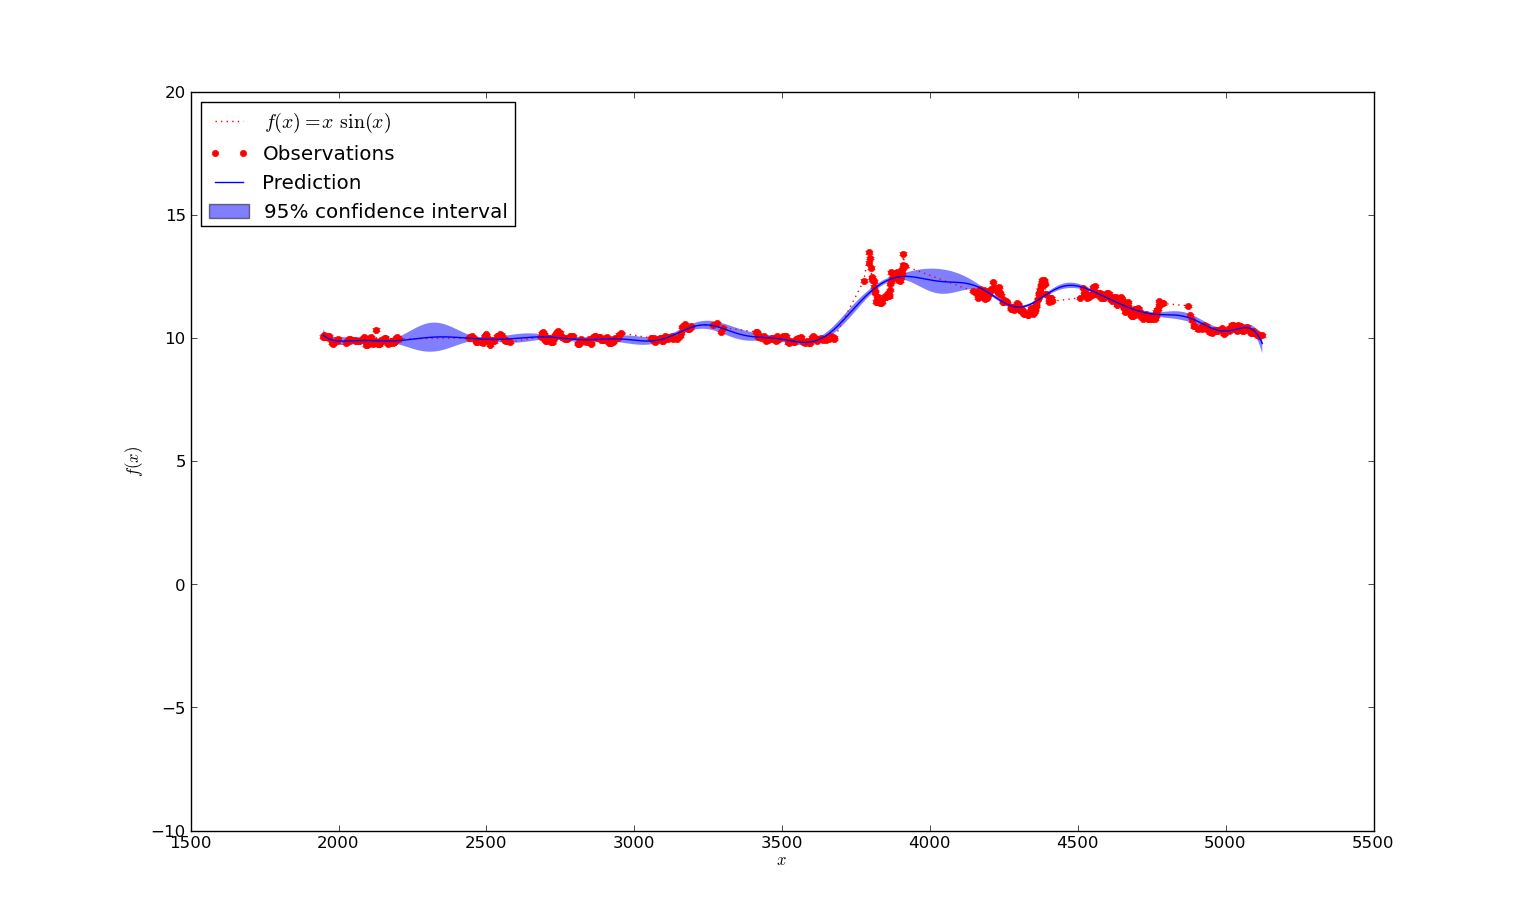 20
f(x) = x sin(x)
Observations
Prediction
95% confidence interval
15
10
5
0
−5
−10
f(x)
1500 2000 2500 3000 3500 4000 4500 5000 5500
x